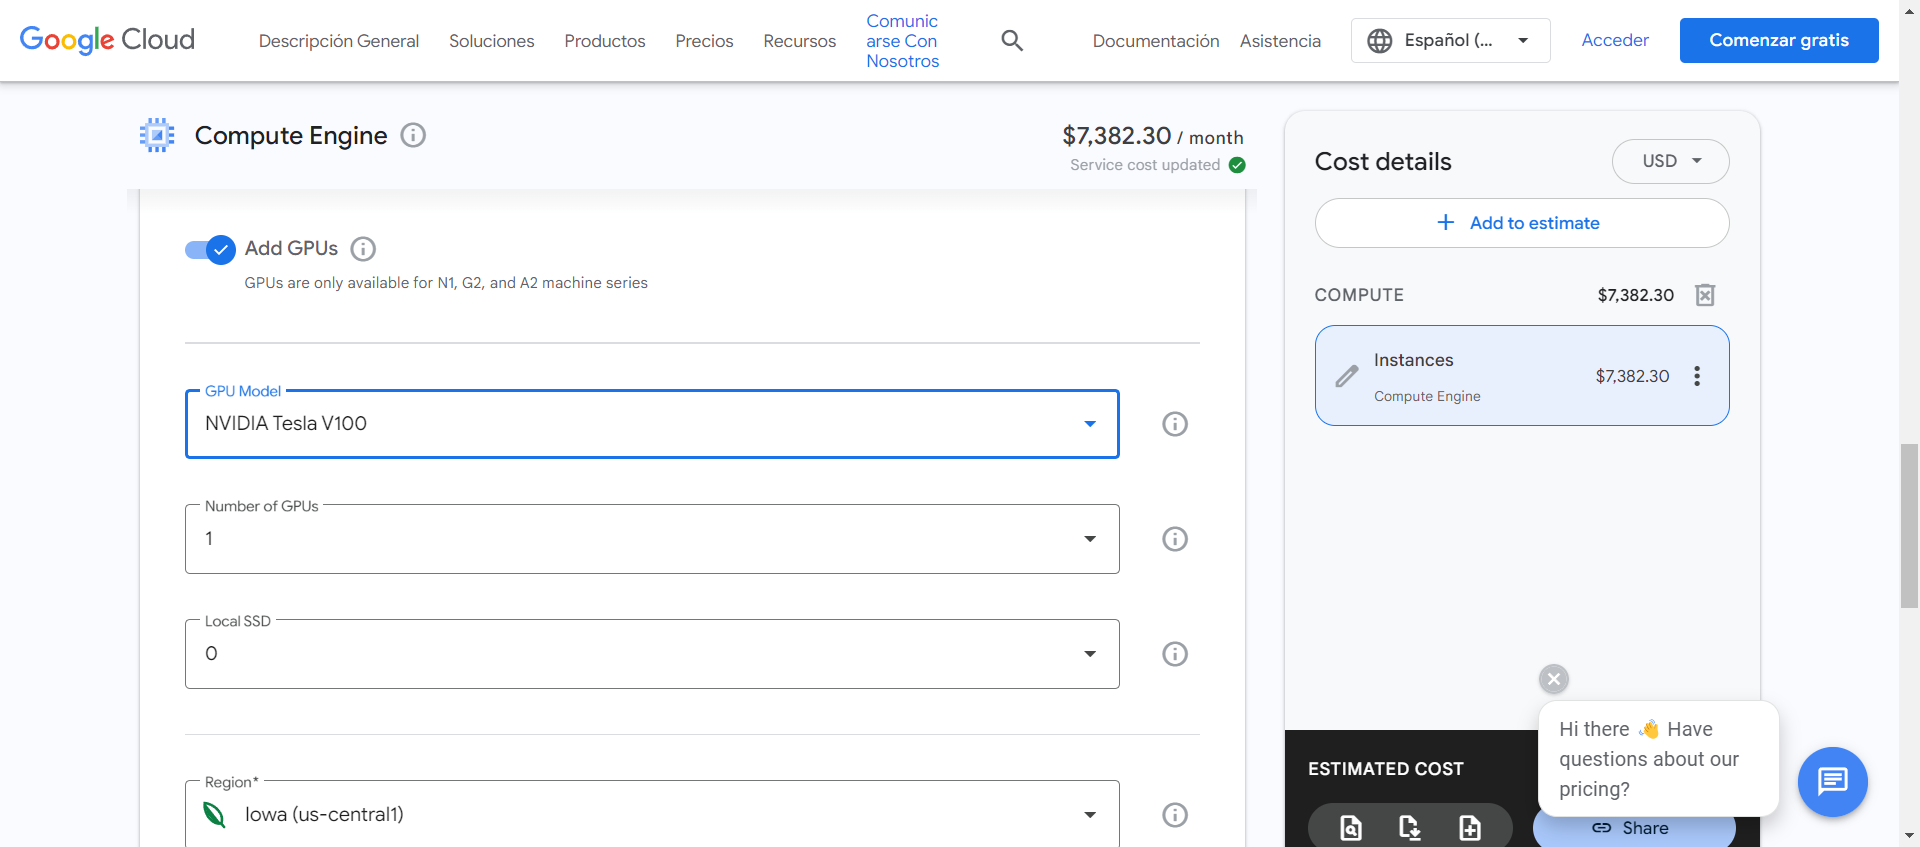 Google Cloud
Descripción General
Soluciones
Productos
Precios
Recursos
Comunic
arse Con
Nosotros
Documentación
Asistencia
Español (...
Acceder
Comenzar gratis
Compute Engine
$7,382.30 / month
Service cost updated
Add GPUs
GPUs are only available for N1, G2, and A2 machine series
GPU Model
NVIDIA Tesla V100
Number of GPUs
1
Local SSD
0
Region*
Iowa (us-central1)
Cost details
USD
Add to estimate
COMPUTE
$7,382.30
Instances
Compute Engine
$7,382.30
ESTIMATED COST
Share
Hi there 👋 Have
questions about our
pricing?